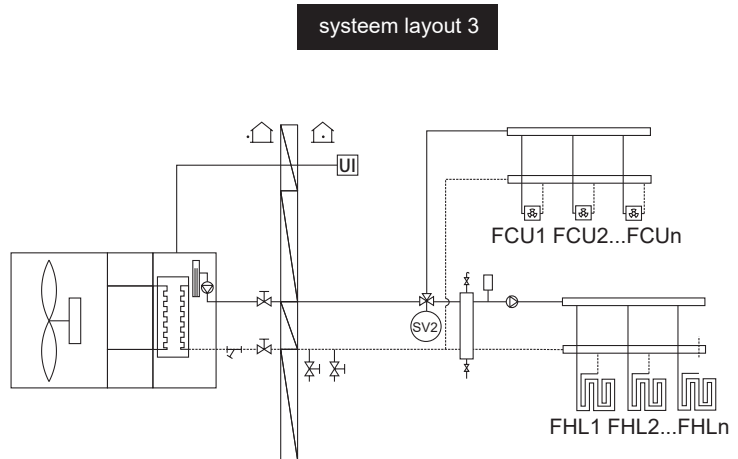 systeem layout 3
UI
FCU1 FCU2...FCUn
SV2
FHL1 FHL2...FHLn